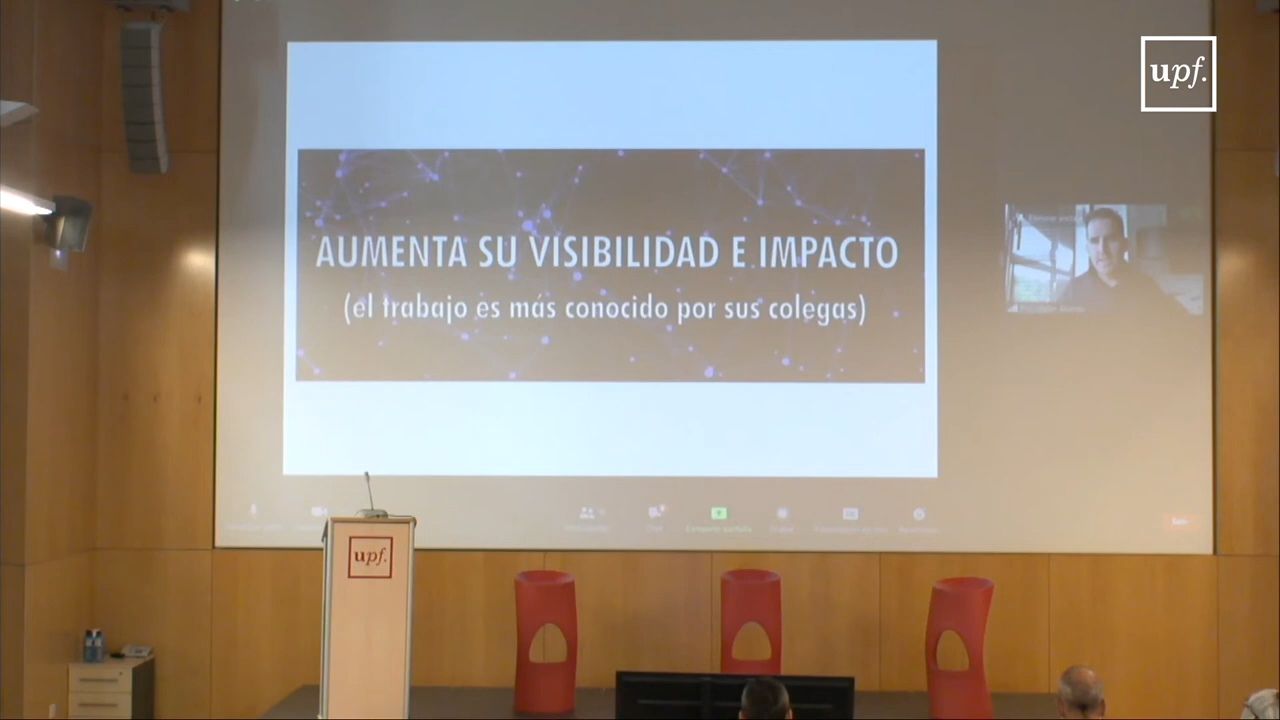 upf.
AUMENTA SU VISIBILIDAD E IMPACTO
(el trabajo es más conocido por sus colegas)
upf.